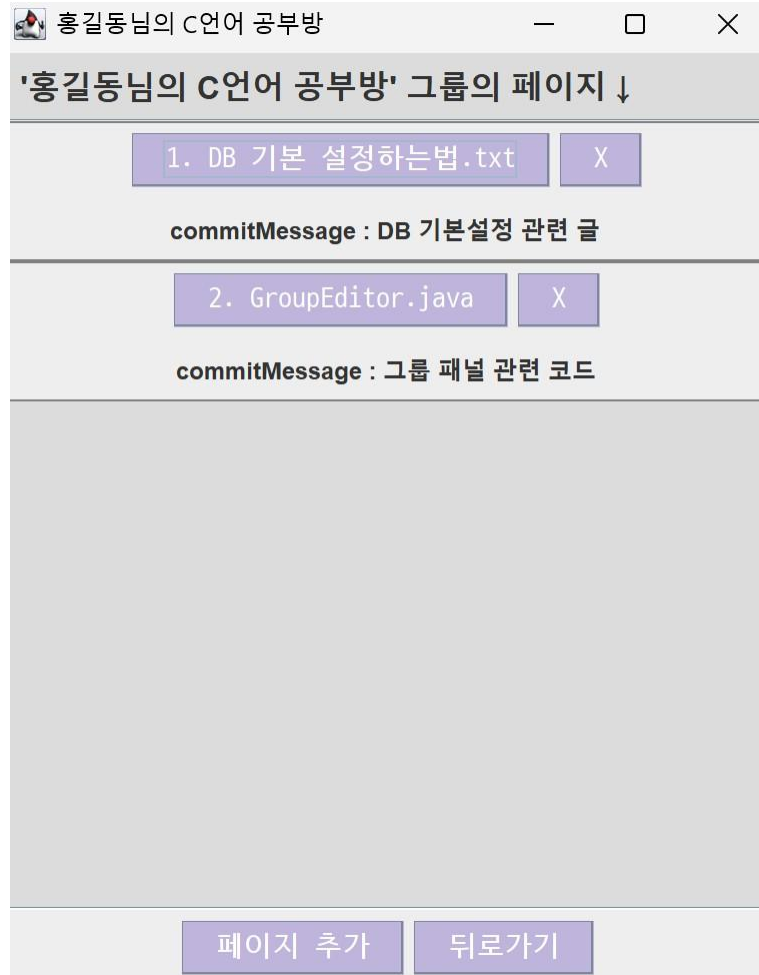 홍길동님의 C언어 공부방
'홍길동님의 C언어 공부방' 그룹의 페이지 ↓
1. DB 기본 설정하는법.txt X
commitMessage : DB 기본설정 관련 글
2. GroupEditor.java X
commitMessage : 그룹 패널 관련 코드
페이지 추가 뒤로가기